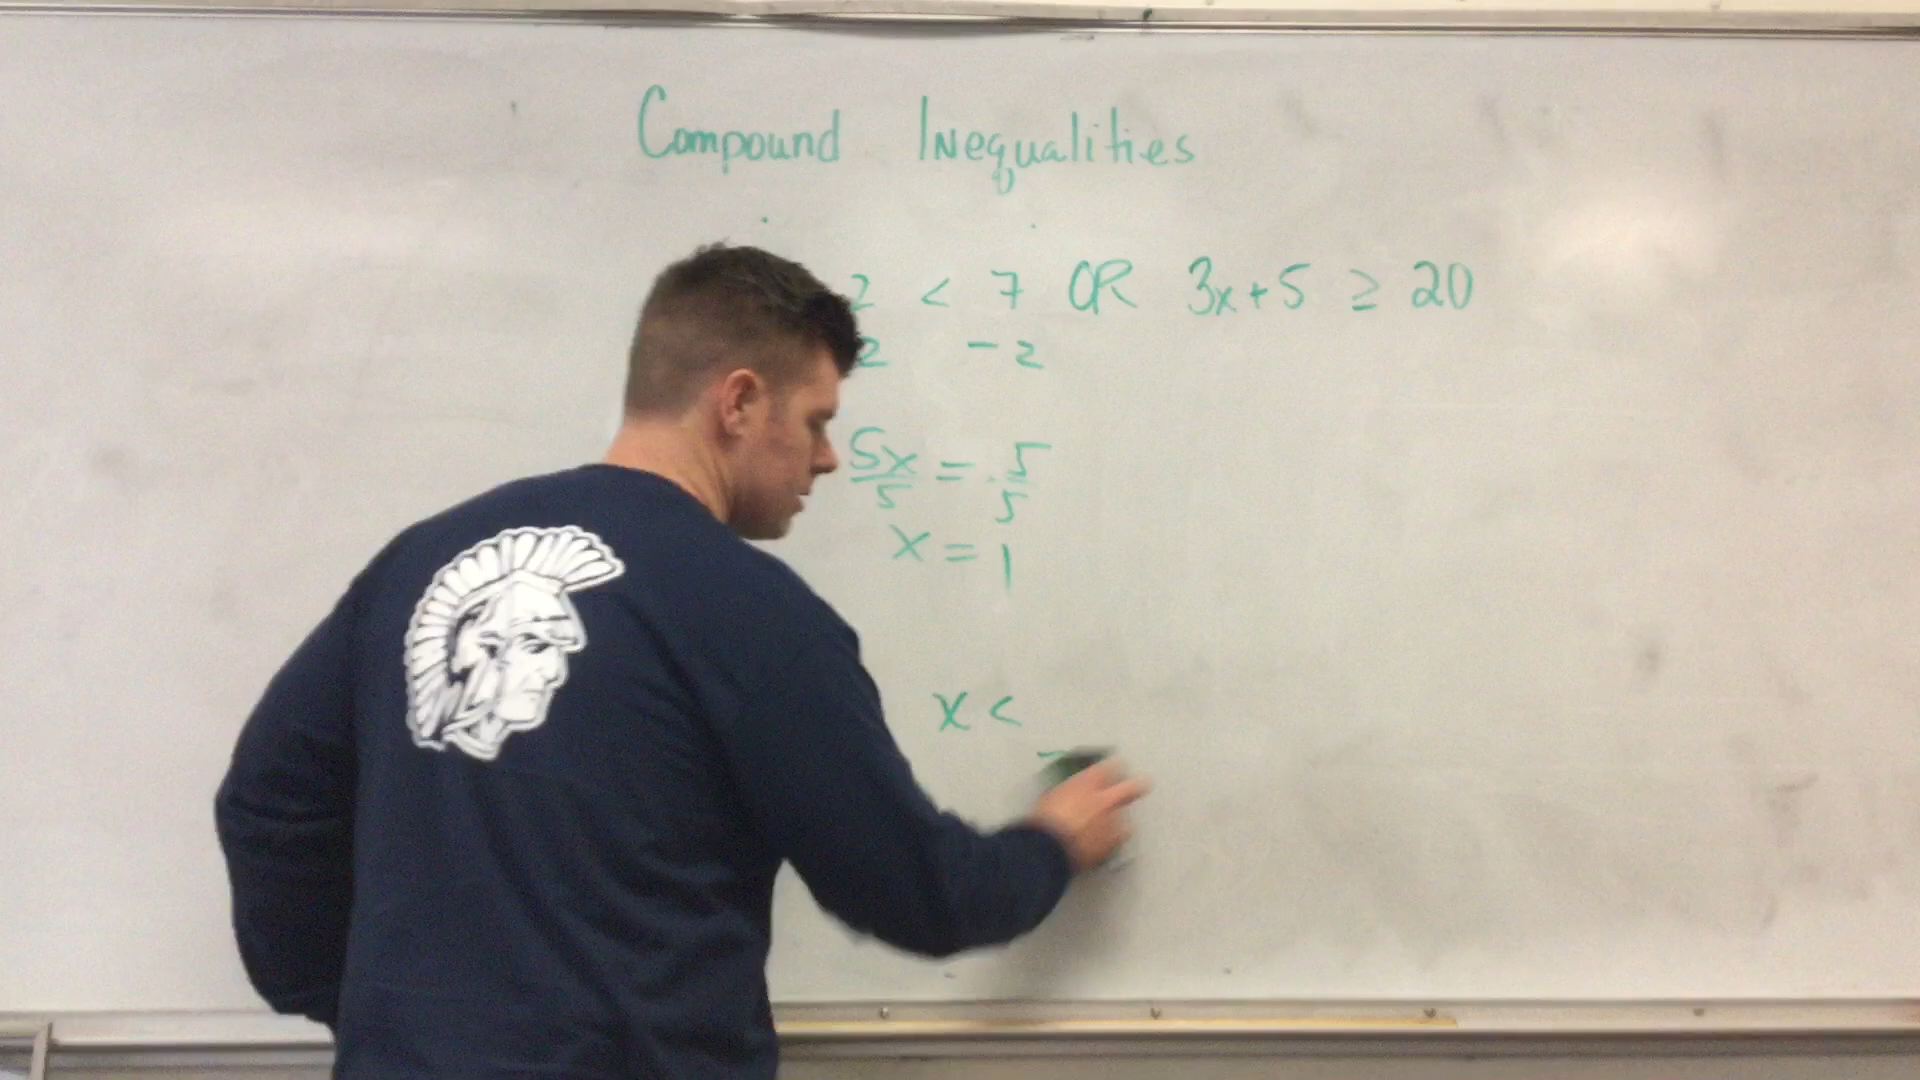 Compound Inequalities
2 < 7 OR 3x+5 ≥ 20
2 -2
5x/5 = 5/5
x = 1
x <